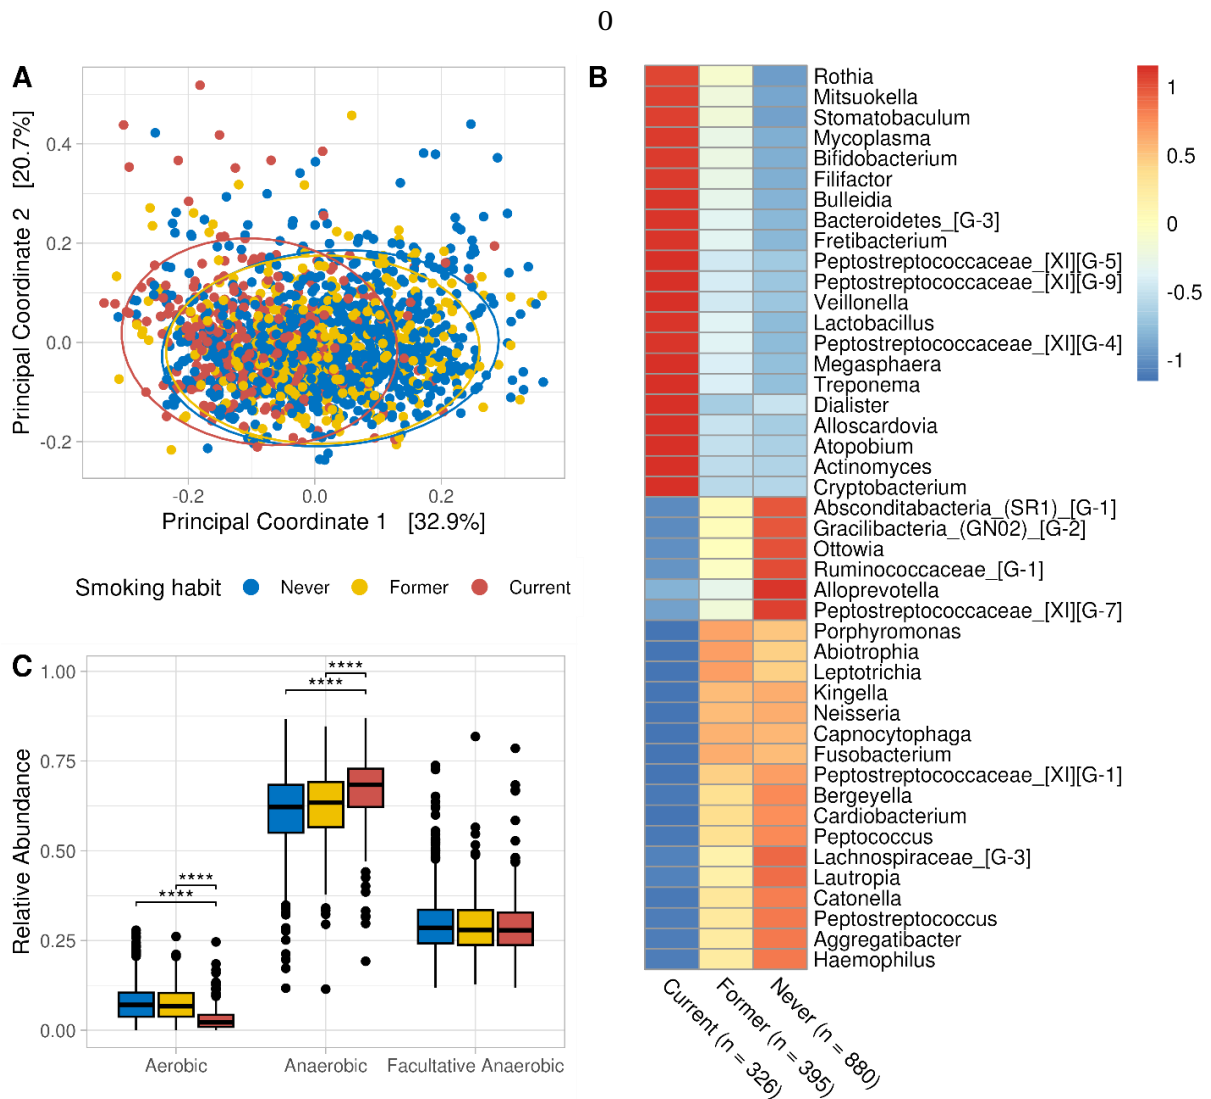 0
A
Principal Coordinate 2 [20.7%]
0.4
0.2
0.0
-0.2
-0.2 0.0 0.2
Principal Coordinate 1 [32.9%]
Smoking habit Never Former Current
B
Rothia
Mitsuokella
Stomatobaculum
Mycoplasma
Bifidobacterium
Filifactor
Bulleidia
Bacteroidetes_[G-3]
Fretibacterium
Peptostreptococcaceae_[XI][G-5]
Peptostreptococcaceae_[XI][G-9]
Veillonella
Lactobacillus
Peptostreptococcaceae_[XI][G-4]
Megasphaera
Treponema
Dialister
Alloscardovia
Atopobium
Actinomyces
Cryptobacterium
Absconditabacteria_(SR1)_[G-1]
Gracilibacteria_(GN02)_[G-2]
Ottowia
Ruminococcaceae_[G-1]
Alloprevotella
Peptostreptococcaceae_[XI][G-7]
Porphyromonas
Abiotrophia
Leptotrichia
Kingella
Neisseria
Capnocytophaga
Fusobacterium
Peptostreptococcaceae_[XI][G-1]
Bergeyella
Cardiobacterium
Peptococcus
Lachnospiraceae_[G-3]
Lautropia
Catonella
Peptostreptococcus
Aggregatibacter
Haemophilus
Current (n = 326)
Former (n = 395)
Never (n = 880)
1
0.5
0
-0.5
-1
C
Relative Abundance
1.00
0.75
0.50
0.25
0.00
****
****
****
****
Aerobic Anaerobic Facultative Anaerobic